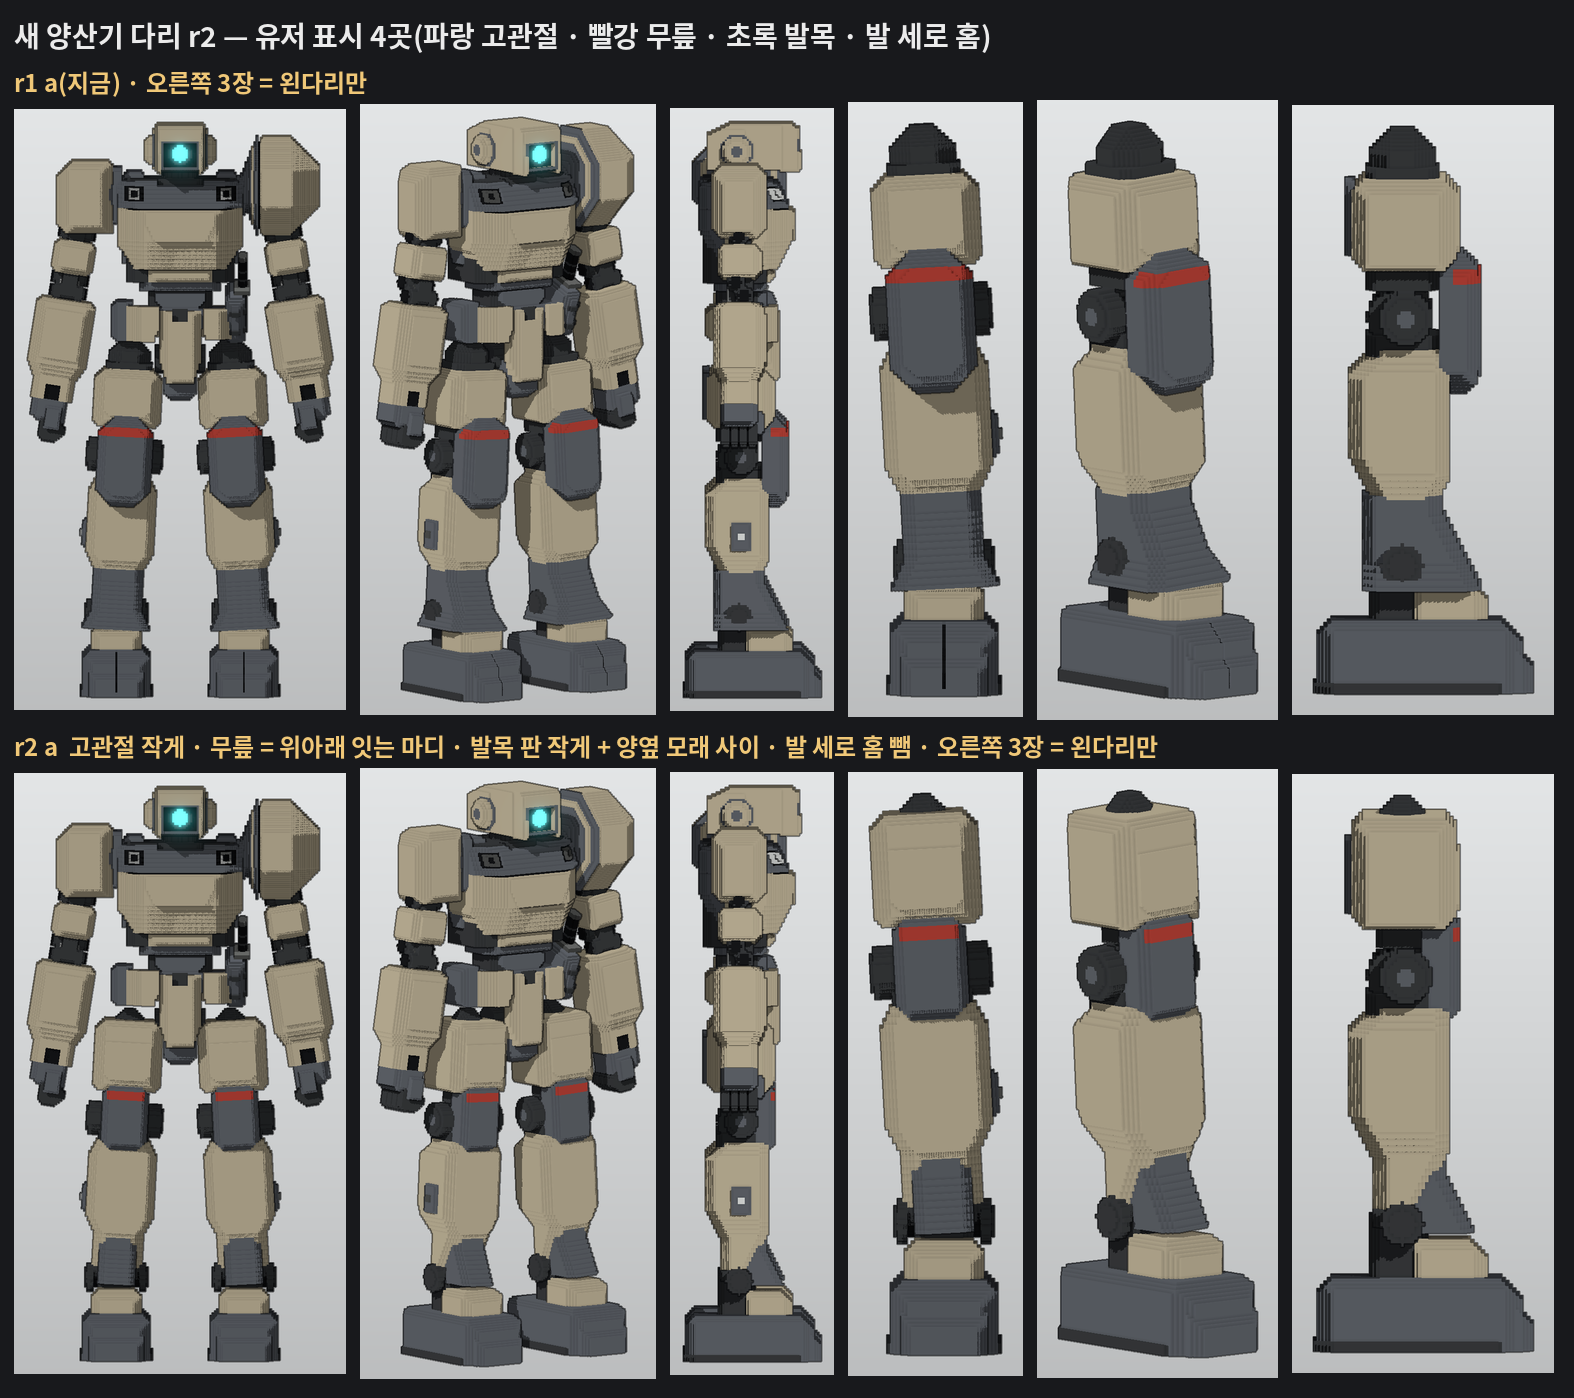 새 양산기 다리 r2 — 유저 표시 4곳(파랑 고관절 · 빨강 무릎 · 초록 발목 · 발 세로 홈)
r1 a(지금) · 오른쪽 3장 = 왼다리만
r2 a 고관절 작게 · 무릎 = 위아래 잇는 마디 · 발목 판 작게 + 양옆 모래 사이 · 발 세로 홈 뺌 · 오른쪽 3장 = 왼다리만